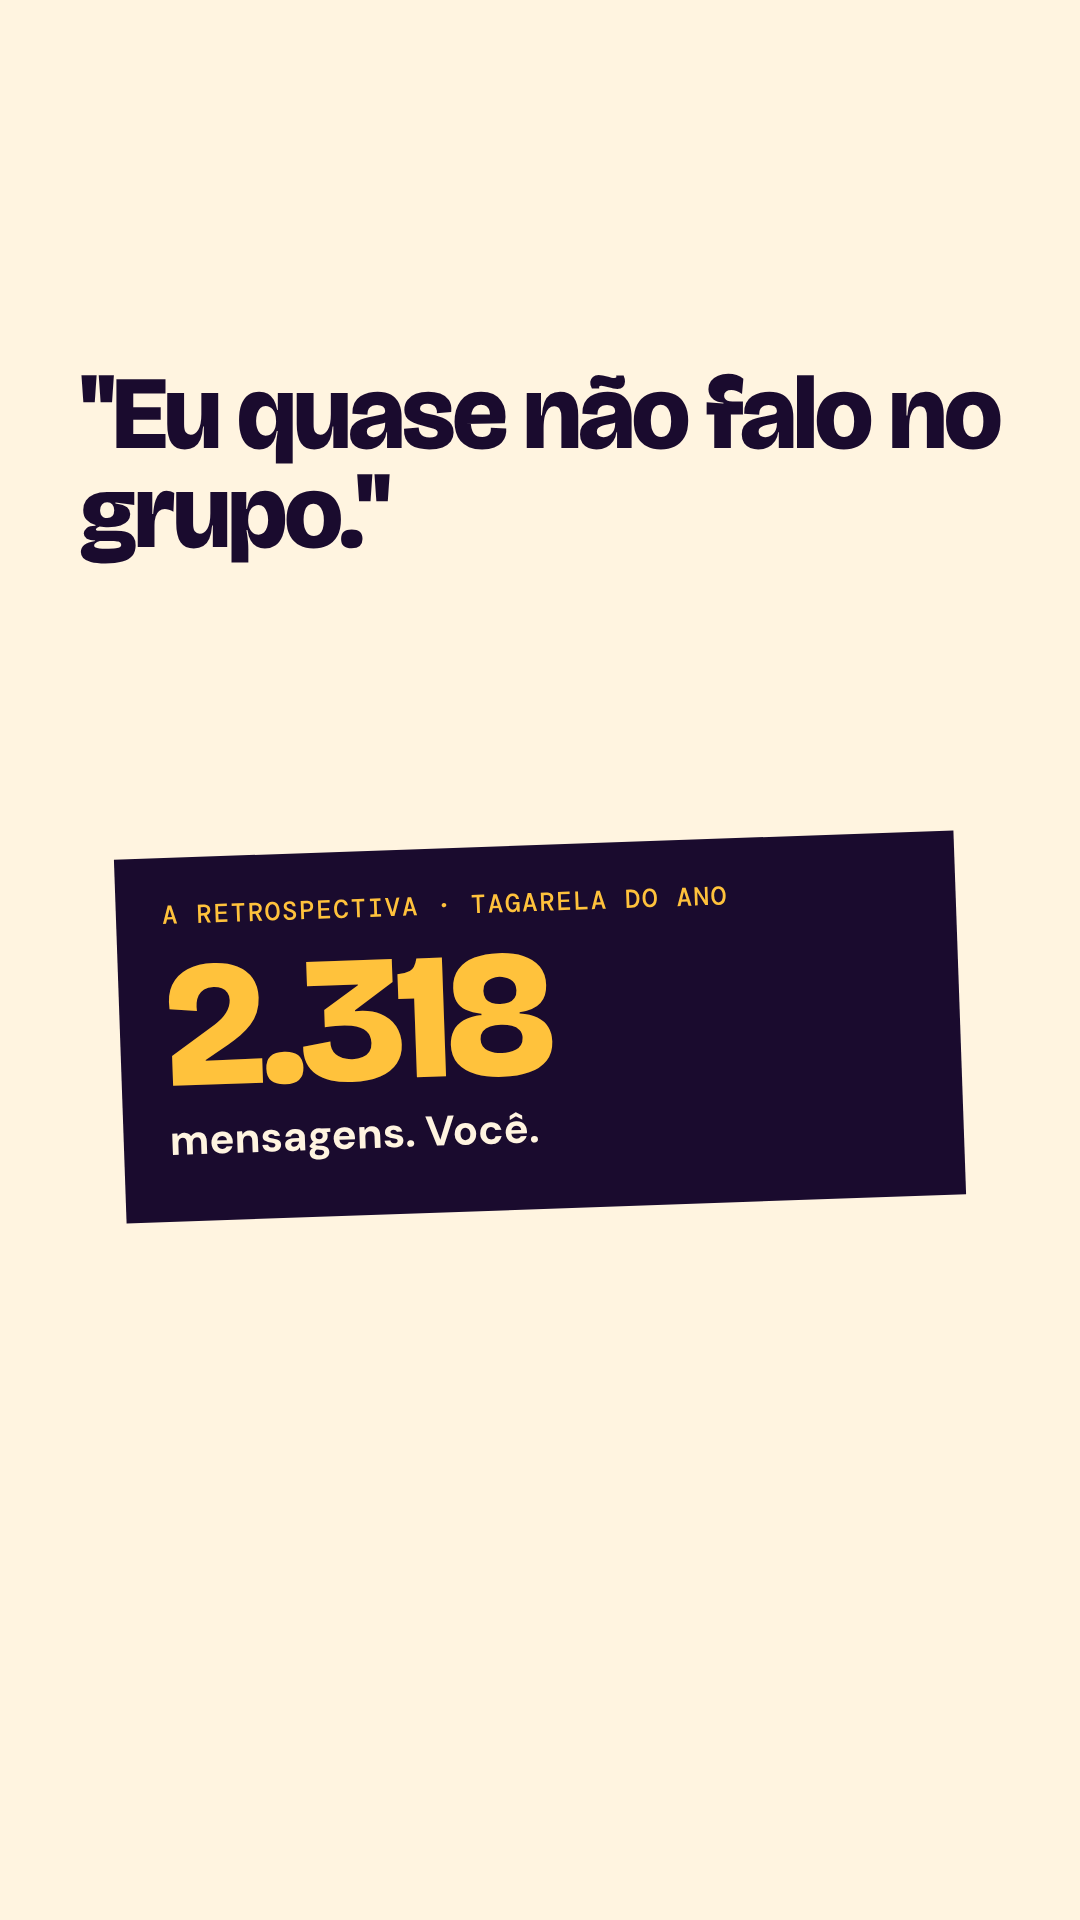 "Eu quase não falo no
grupo."
A RETROSPECTIVA · TAGARELA DO ANO
2.318
mensagens. Você.